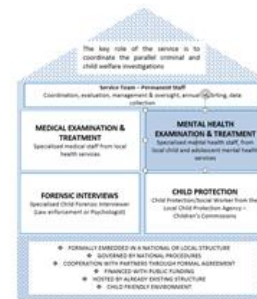 The key role of the service is to
coordinate the parallel criminal and
child welfare investigations
Service Team – Permanent Staff
Coordination, evaluation, management & oversight, annual reporting, data
collection
MEDICAL EXAMINATION &
TREATMENT
Specialised medical staff from local
health services
MENTAL HEALTH
EXAMINATION & TREATMENT
Specialised mental health staff, from
local child and adolescent mental health
services
FORENSIC INTERVIEWS
Specialised Child Forensic Interviewer
(Law enforcement or Psychologist)
CHILD PROTECTION
Child Protection/Social Worker from the
Local Child Protection Agency –
Children's Commissions
❖ FORMALLY EMBEDDED IN A NATIONAL OR LOCAL STRUCTURE
❖ GOVERNED BY NATIONAL PROCEDURES
❖ COOPERATION WITH PARTNERS THROUGH FORMAL AGREEMENT
❖ FINANCED WITH PUBLIC FUNDING
❖ HOSTED BY ALREADY EXISTING STRUCTURE
❖ CHILD FRIENDLY ENVIRONMENT